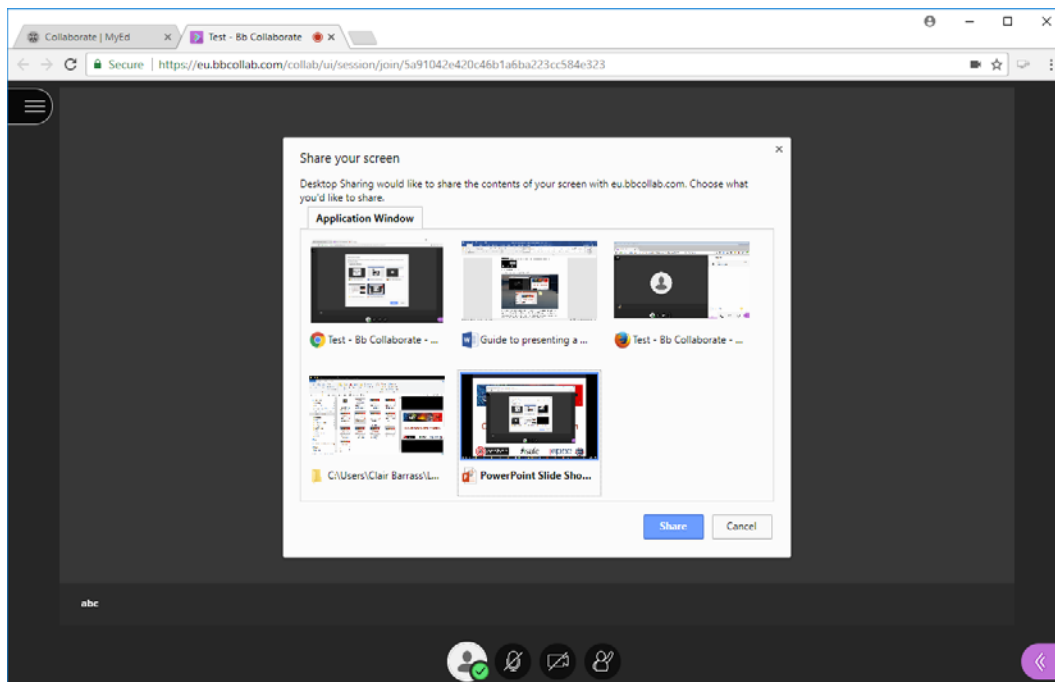 Collaborate | MyEd
Test - Bb Collaborate
Secure | https://eu.bbcollab.com/collab/ui/session/join/5a91042e420c46b1a6ba223cc584e323
Share your screen
Desktop Sharing would like to share the contents of your screen with eu.bbcollab.com. Choose what
you'd like to share.
Application Window
Test - Bb Collaborate - ...
Guide to presenting a ...
Test - Bb Collaborate - ...
C:\Users\Clair Barrass\L...
PowerPoint Slide Sho...
Share
Cancel
abc